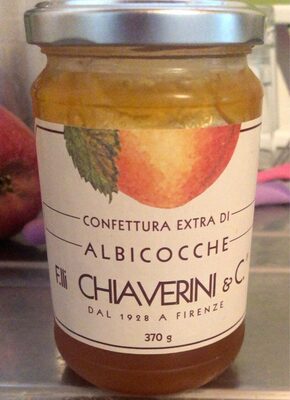 CONFETTURA EXTRA DI
ALBICOCCHE
F.lli CHIAVERINI & C.
DAL 1928 A FIRENZE
370 g